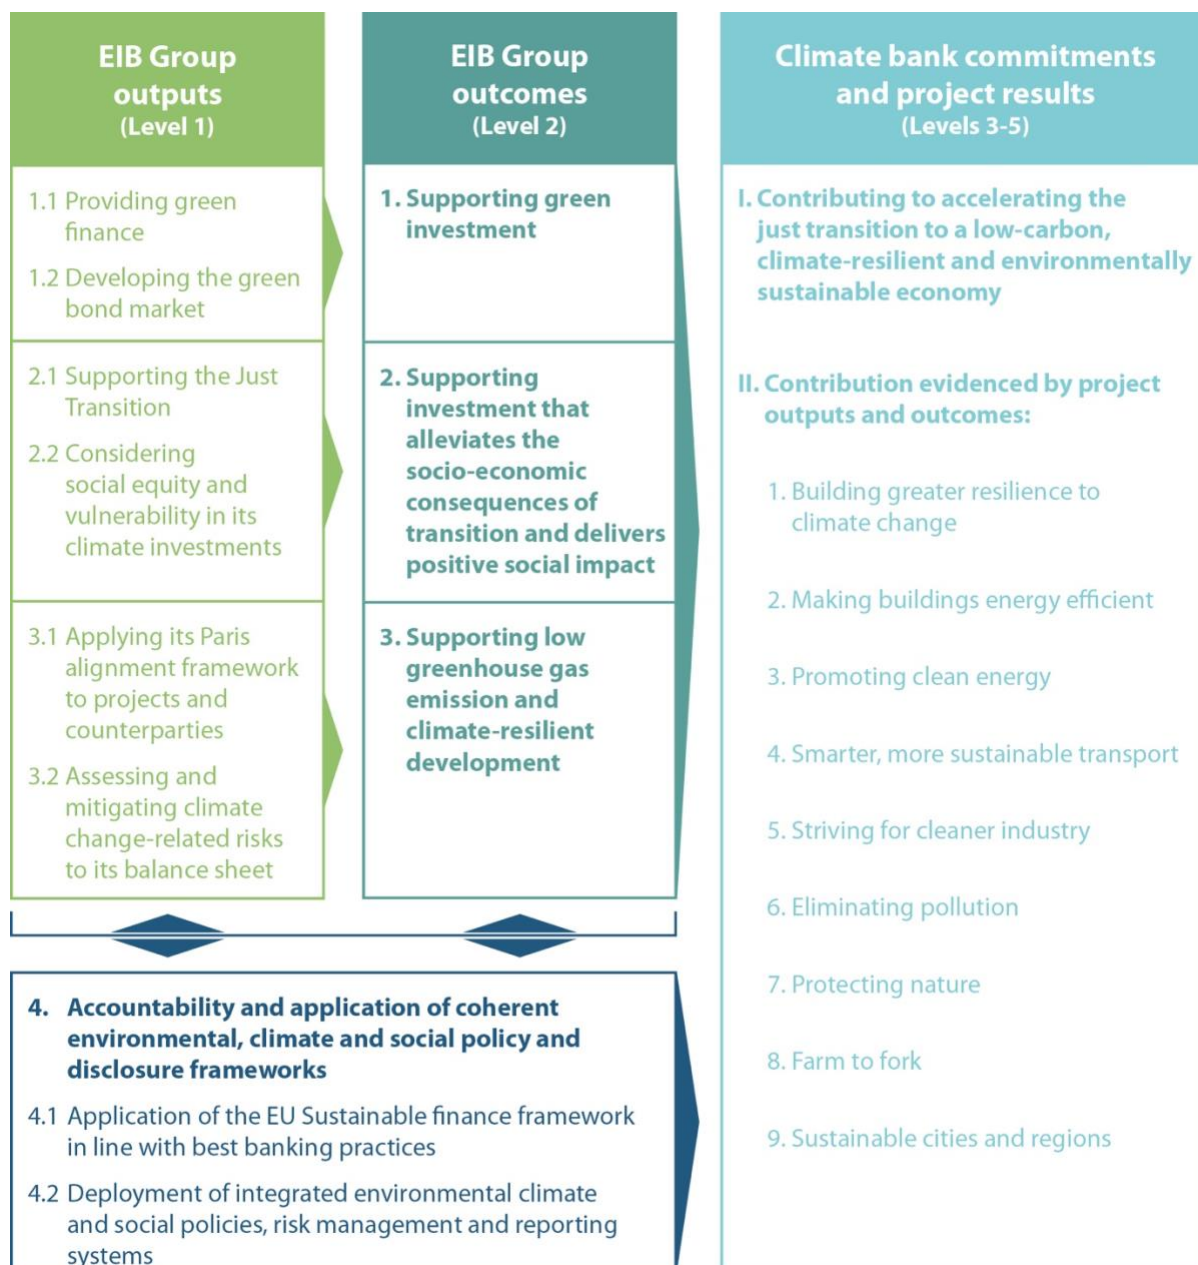 EIB Group
outputs
(Level 1)
1.1 Providing green
finance
1.2 Developing the green
bond market
2.1 Supporting the Just
Transition
2.2 Considering
social equity and
vulnerability in its
climate investments
3.1 Applying its Paris
alignment framework
to projects and
counterparties
3.2 Assessing and
mitigating climate
change-related risks
to its balance sheet
EIB Group
outcomes
(Level 2)
1. Supporting green
investment
2. Supporting
investment that
alleviates the
socio-economic
consequences of
transition and delivers
positive social impact
3. Supporting low
greenhouse gas
emission and
climate-resilient
development
4. Accountability and application of coherent
environmental, climate and social policy and
disclosure frameworks
4.1 Application of the EU Sustainable finance framework
in line with best banking practices
4.2 Deployment of integrated environmental climate
and social policies, risk management and reporting
systems
Climate bank commitments
and project results
(Levels 3-5)
I. Contributing to accelerating the
just transition to a low-carbon,
climate-resilient and environmentally
sustainable economy
II. Contribution evidenced by project
outputs and outcomes:
1. Building greater resilience to
climate change
2. Making buildings energy efficient
3. Promoting clean energy
4. Smarter, more sustainable transport
5. Striving for cleaner industry
6. Eliminating pollution
7. Protecting nature
8. Farm to fork
9. Sustainable cities and regions